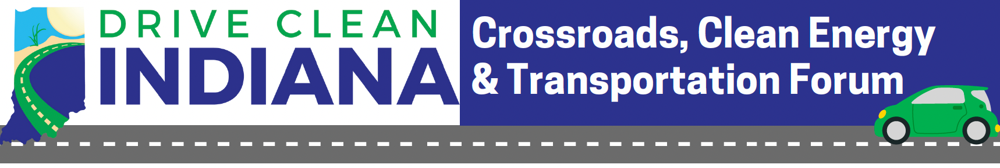 DRIVE CLEAN
INDIANA
Crossroads, Clean Energy
& Transportation Forum